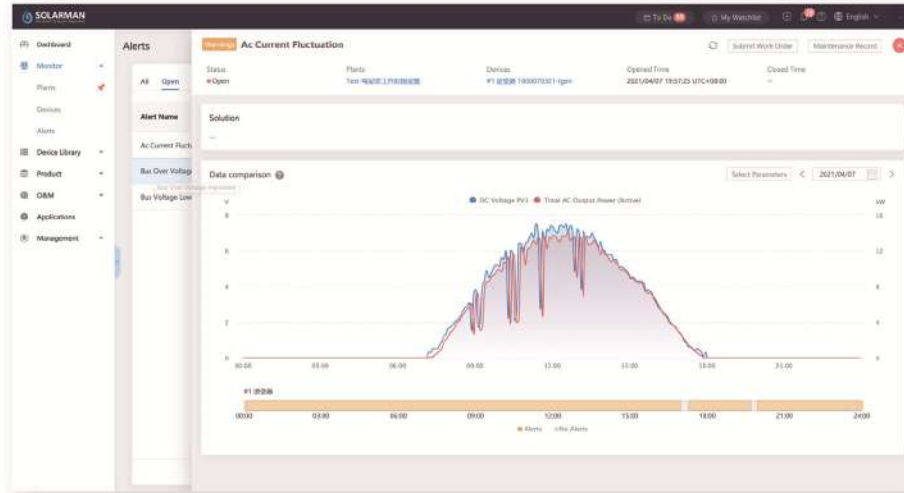 SOLARMAN
To Do
My Watchlist
English
Dashboard
Monitor
Plants
Devices
Alerts
Device Library
Product
O&M
Applications
Management
Alerts
All Open
Alert Name
Ac Current Fluct
Bus Over Voltage
Bus Voltage Low
Warnings Ac Current Fluctuation
Submit Work Order
Maintenance Record
Status
Open
Plants
Devices
Opened Time
2021/04/07 19:57:25 UTC+08:00
Closed Time
--
Solution
--
Data comparison
Select Parameters
2021/04/07
DC Voltage PV3 Total AC Output Power (Active)
V
kW
8
6
4
2
0
16
12
8
4
0
00:00 03:00 06:00 09:00 12:00 15:00 18:00 21:00
00:00 03:00 06:00 09:00 12:00 15:00 18:00 21:00 24:00
Alerts No Alerts